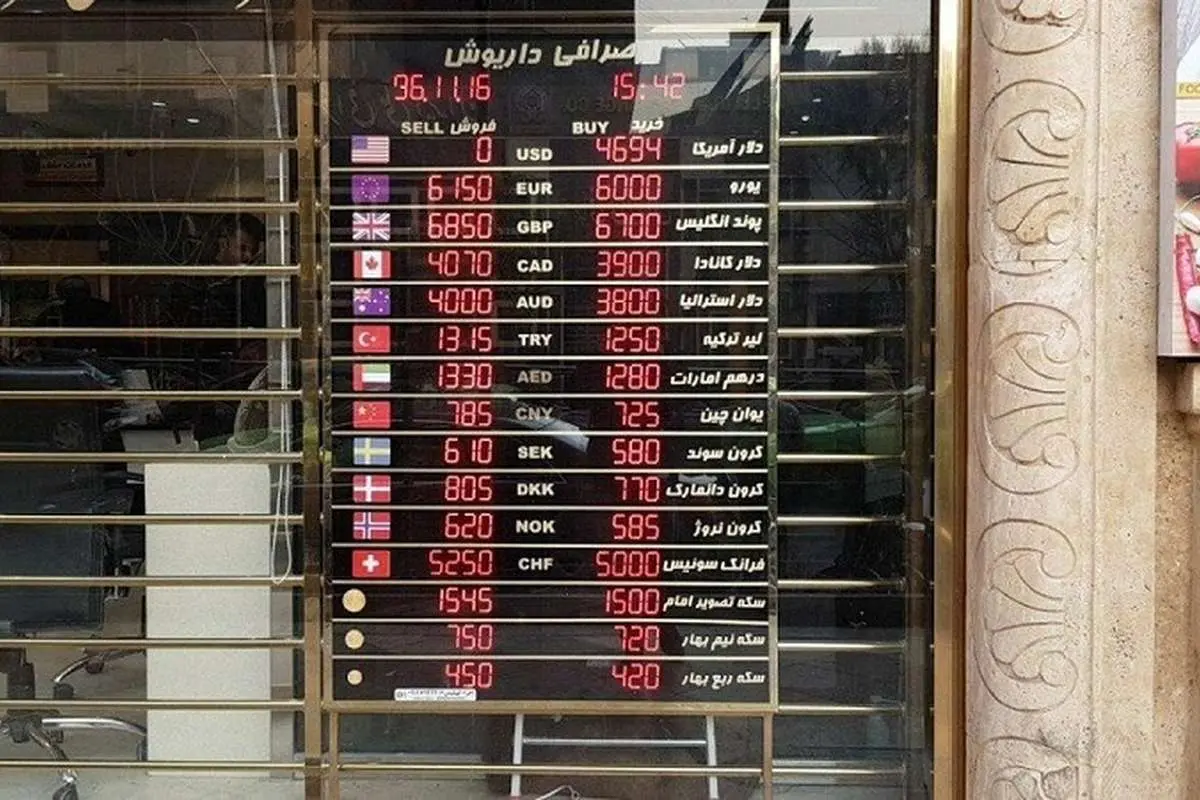 صرافی داریوش
96.11.16 15:42
SELL فروش BUY خرید
0 USD 4694 دلار آمریکا
6150 EUR 6000 یورو
6850 GBP 6700 پوند انگلیس
4070 CAD 3900 دلار کانادا
4000 AUD 3800 دلار استرالیا
1315 TRY 1250 لیر ترکیه
1330 AED 1280 درهم امارات
785 CNY 725 یوان چین
610 SEK 580 کرون سوئد
805 DKK 770 کرون دانمارک
620 NOK 585 کرون نروژ
5250 CHF 5000 فرانک سوئیس
1545 1500 سکه تصویر امام
750 720 سکه نیم بهار
450 420 سکه ربع بهار